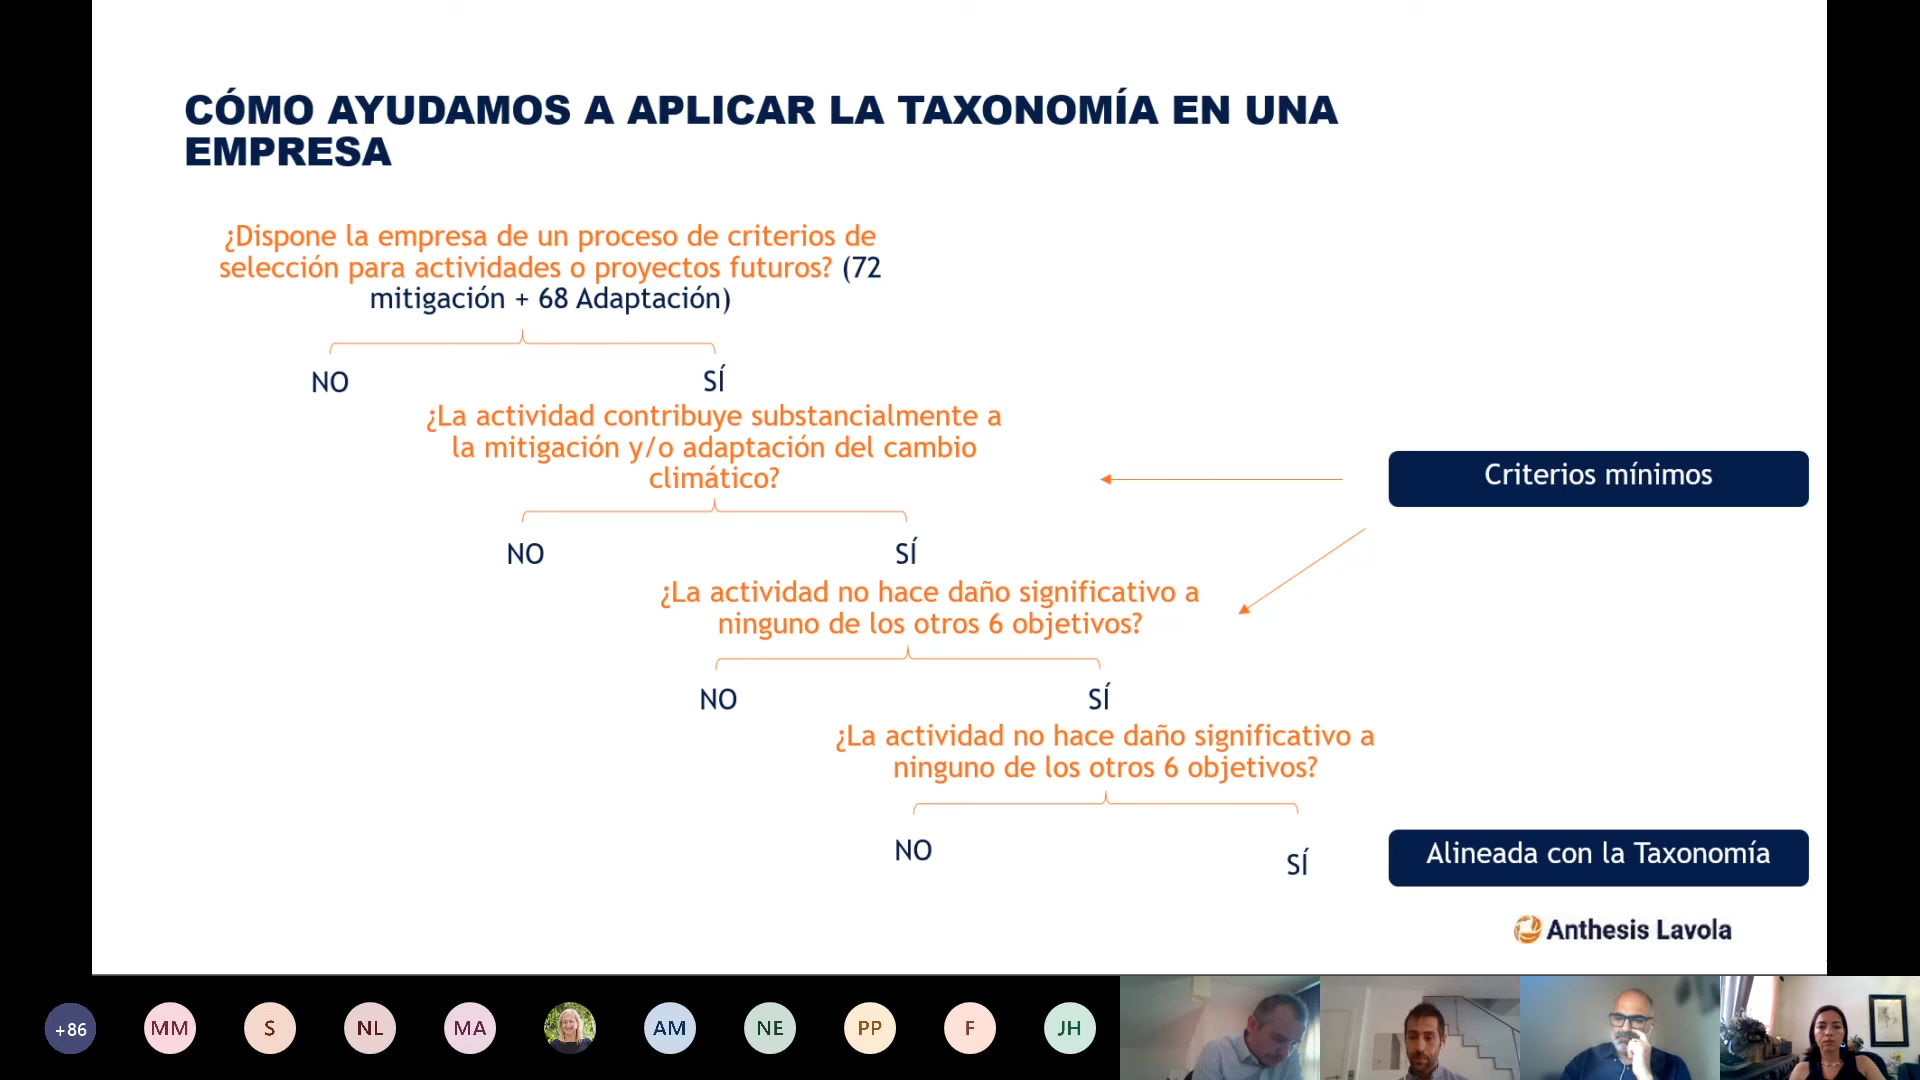 CÓMO AYUDAMOS A APLICAR LA TAXONOMÍA EN UNA
EMPRESA
¿Dispone la empresa de un proceso de criterios de
selección para actividades o proyectos futuros? (72
mitigación + 68 Adaptación)
NO
SÍ
¿La actividad contribuye substancialmente a
la mitigación y/o adaptación del cambio
climático?
Criterios mínimos
NO
SÍ
¿La actividad no hace daño significativo a
ninguno de los otros 6 objetivos?
NO
SÍ
¿La actividad no hace daño significativo a
ninguno de los otros 6 objetivos?
NO
SÍ
Alineada con la Taxonomía
Anthesis Lavola
+86
MM
S
NL
MA
AM
NE
PP
F
JH